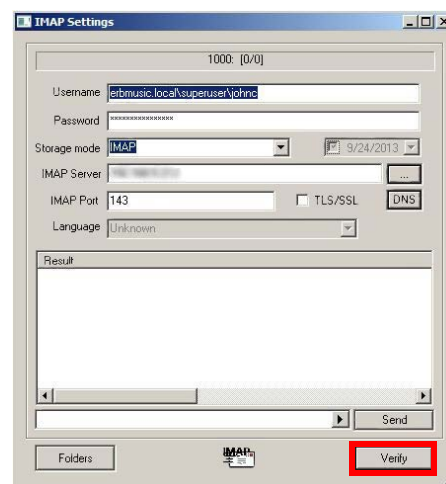 IMAP Settings
1000: [0/0]
Username erbmusic.local\superuser\johnc
Password ***************
Storage mode IMAP 9/24/2013
IMAP Server ...
IMAP Port 143 TLS/SSL DNS
Language Unknown
Result
Send
Folders IMAP Verify